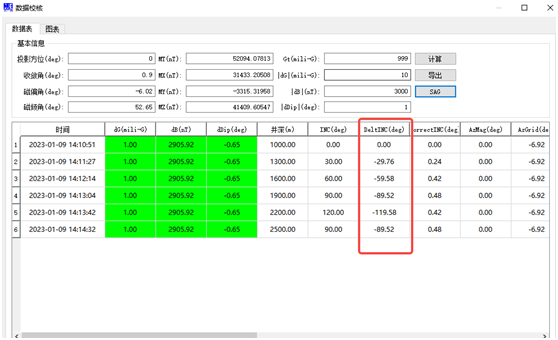 数据校核
数据表 图表
基本信息
投影方位(deg): 0 MT(nT): 52094.07813 Gt(mili-G): 999 计算
收敛角(deg): 0.9 MX(nT): 31433.20508 |dG|(mili-G): 10 导出
磁偏角(deg): -6.02 MY(nT): -3315.31958 |dB|(nT): 3000 SAG
磁倾角(deg): 52.65 MZ(nT): 41409.60547 |dDip|(deg): 1
时间 dG(mili-G) dB(nT) dDip(deg) 井深(m) INC(deg) DeltINC(deg) orrectINC(deg, AzMag(deg) AzGrid(de
1 2023-01-09 14:10:51 1.00 2905.92 -0.65 1000.00 0.00 0.00 0.00 0.00 -6.92
2 2023-01-09 14:11:27 1.00 2905.92 -0.65 1300.00 30.00 -29.76 0.24 0.00 -6.92
3 2023-01-09 14:12:14 1.00 2905.92 -0.65 1600.00 60.00 -59.58 0.42 0.00 -6.92
4 2023-01-09 14:13:04 1.00 2905.92 -0.65 1900.00 90.00 -89.52 0.48 0.00 -6.92
5 2023-01-09 14:13:42 1.00 2905.92 -0.65 2200.00 120.00 -119.58 0.42 0.00 -6.92
6 2023-01-09 14:14:32 1.00 2905.92 -0.65 2500.00 90.00 -89.52 0.48 0.00 -6.92